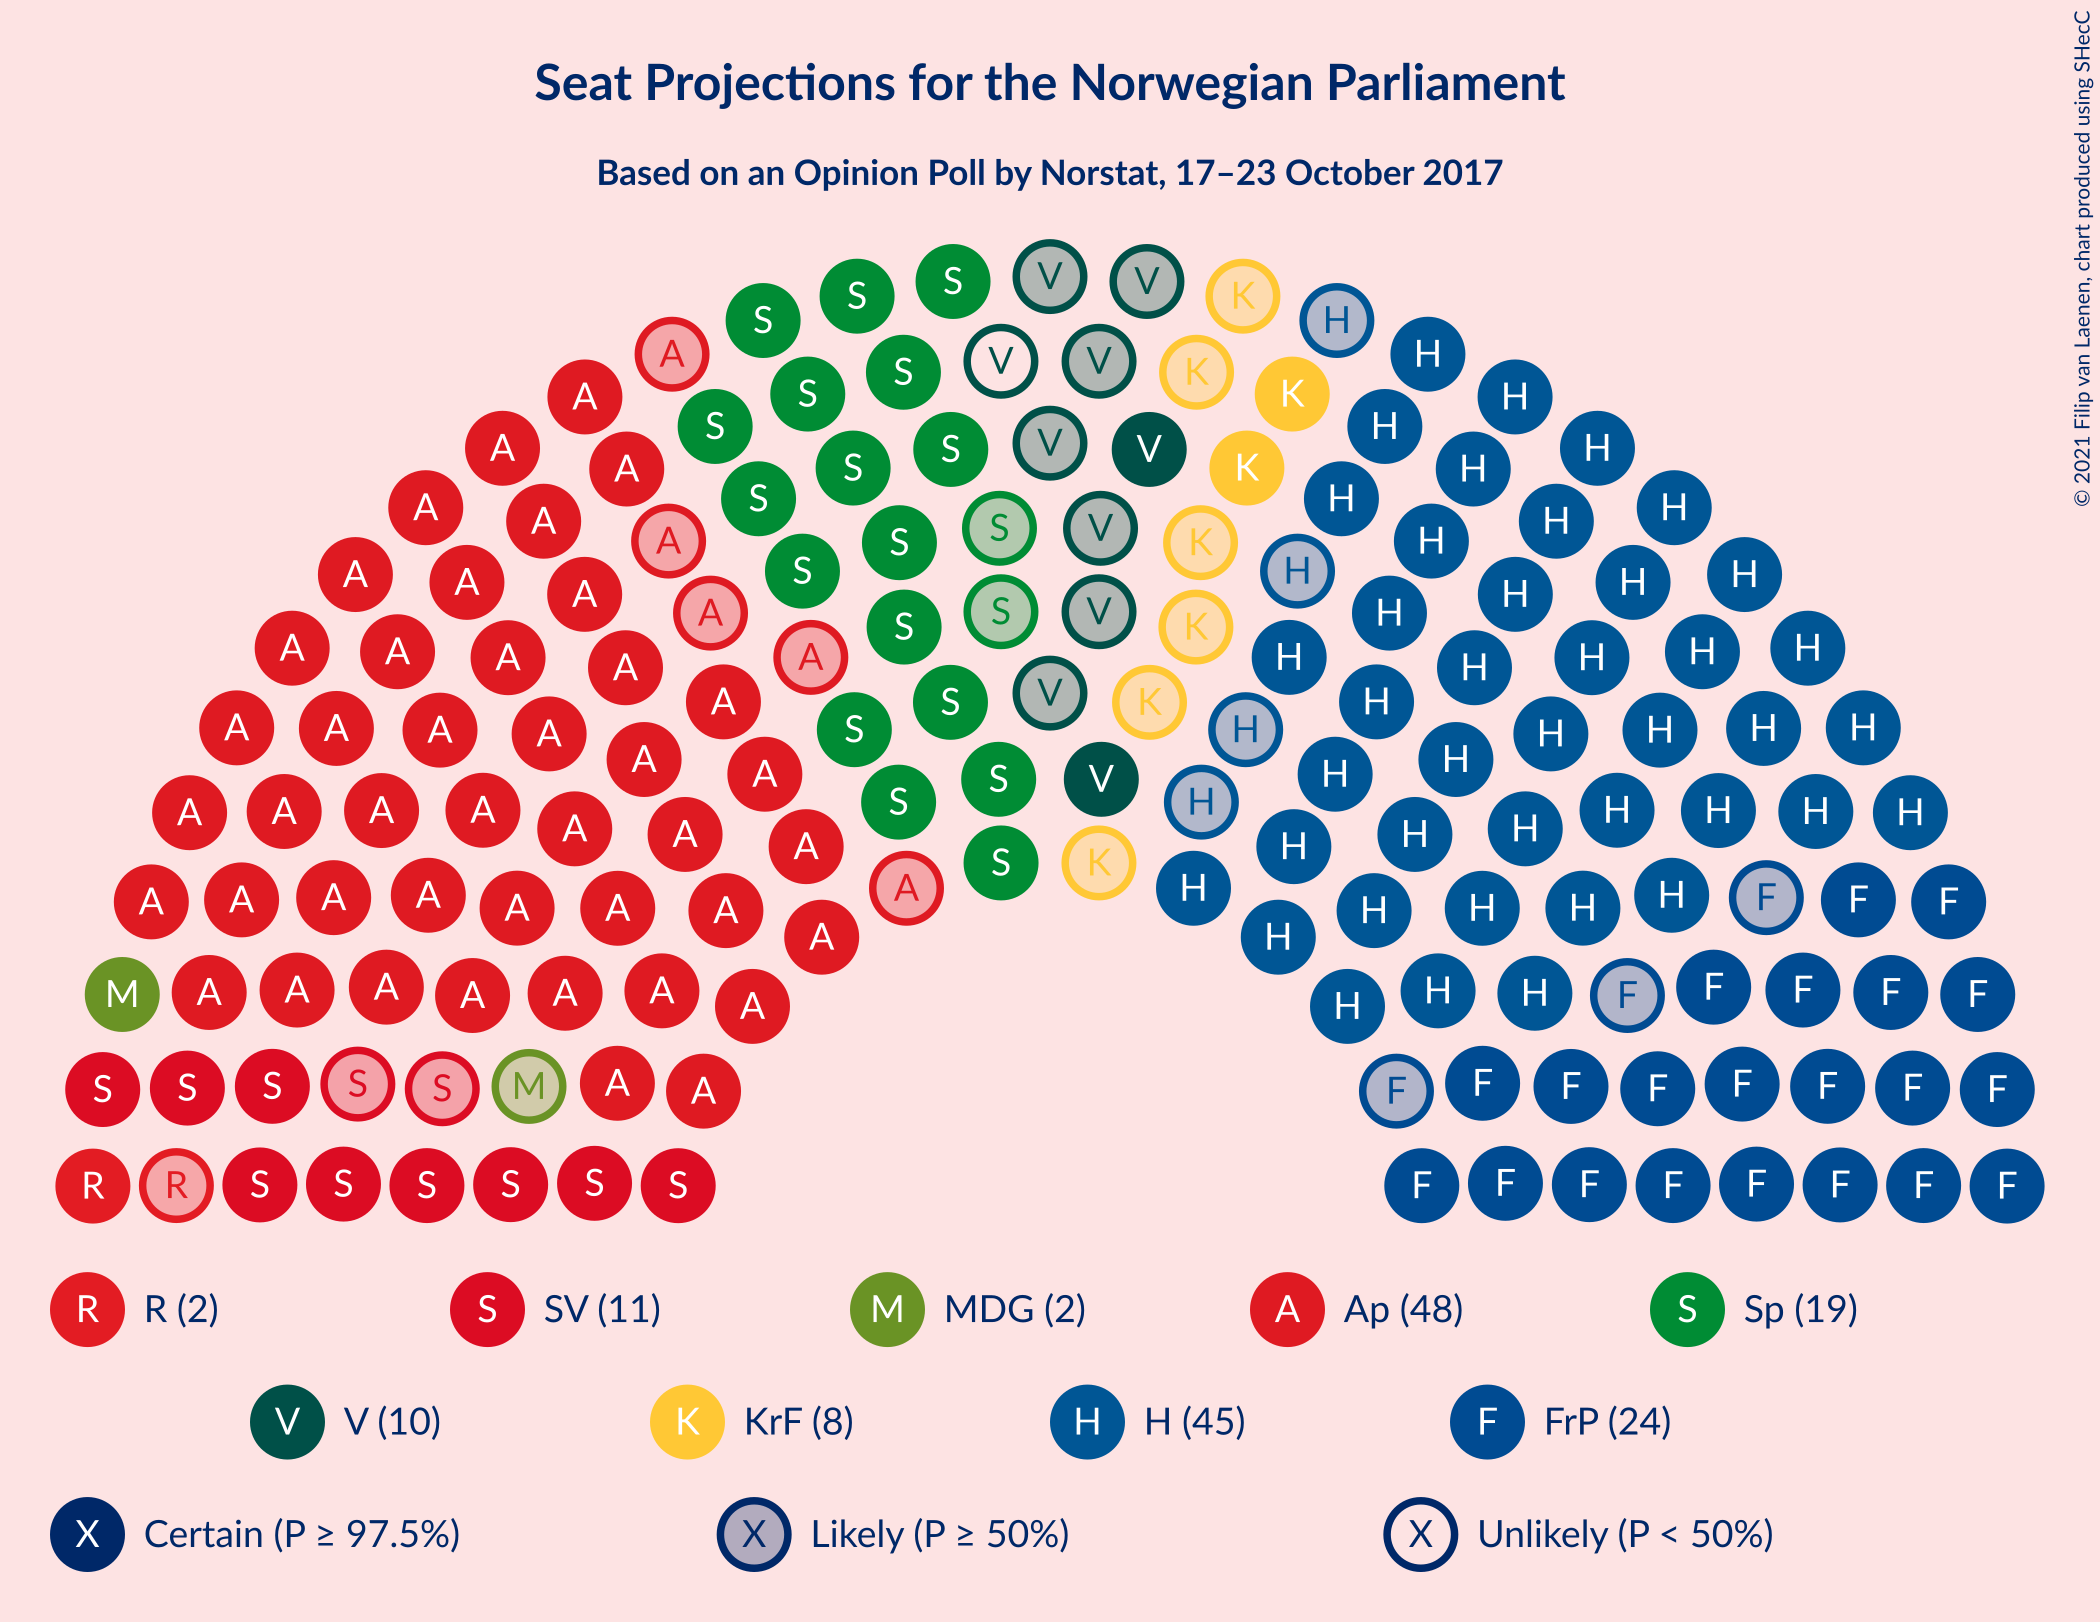 Seat Projections for the Norwegian Parliament
Based on an Opinion Poll by Norstat, 17–23 October 2017
© 2021 Filip van Laenen, chart produced using SHecC
S S S V V K H
A S S S V V K K H H
A A S S S V V K H H H H
A A A S S S V K H H H H H
A A A A S S S V K H H H H H H
A A A A A S S V K H H H H H H
A A A A A A S S V H H H H H H H
A A A A A A A A S K H H H H H H H H
A A A A A A A A H H H H H F F F
M A A A A A A A H H H F F F F F
S S S S S M A A F F F F F F F F
R R S S S S S S F F F F F F F F
R R (2) S SV (11) M MDG (2) A Ap (48) S Sp (19)
V V (10) K KrF (8) H H (45) F FrP (24)
X Certain (P ≥ 97.5%) X Likely (P ≥ 50%) X Unlikely (P < 50%)